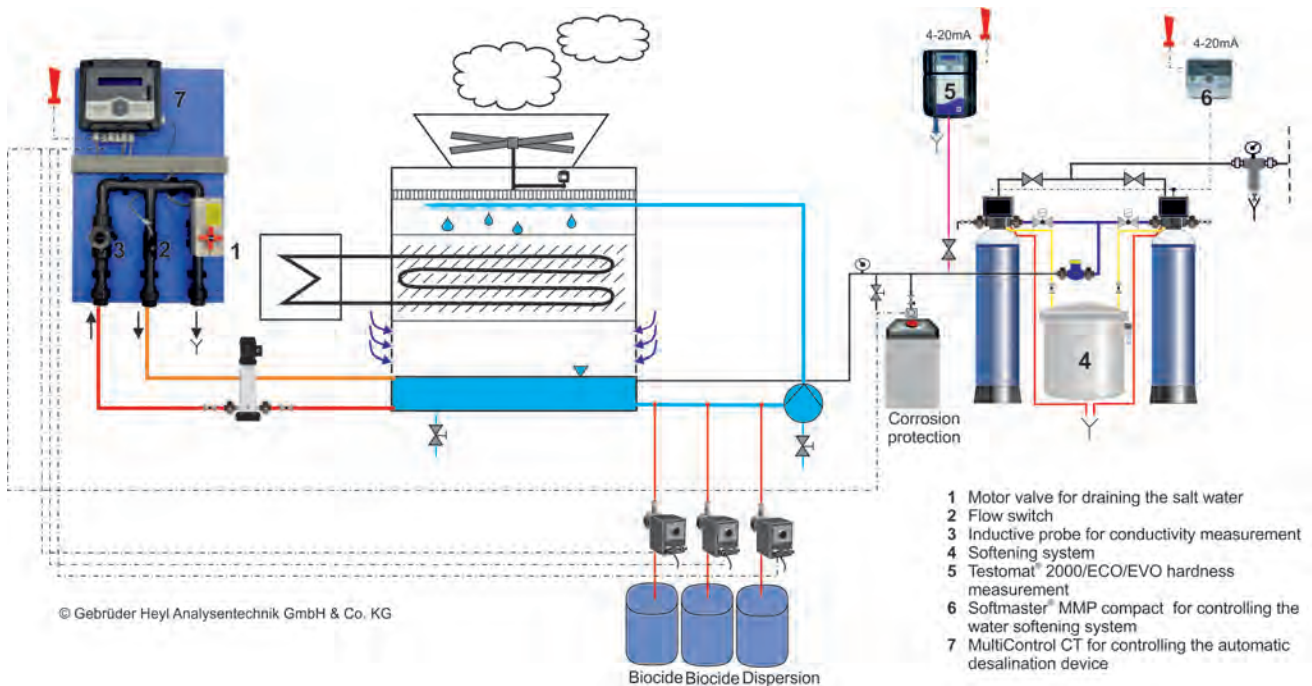 4-20mA
4-20mA
7
5
6
3
2
1
4
Corrosion
protection
1 Motor valve for draining the salt water
2 Flow switch
3 Inductive probe for conductivity measurement
4 Softening system
5 Testomat® 2000/ECO/EVO hardness
measurement
6 Softmaster® MMP compact for controlling the
water softening system
7 MultiControl CT for controlling the automatic
desalination device
© Gebrüder Heyl Analysentechnik GmbH & Co. KG
Biocide Biocide Dispersion